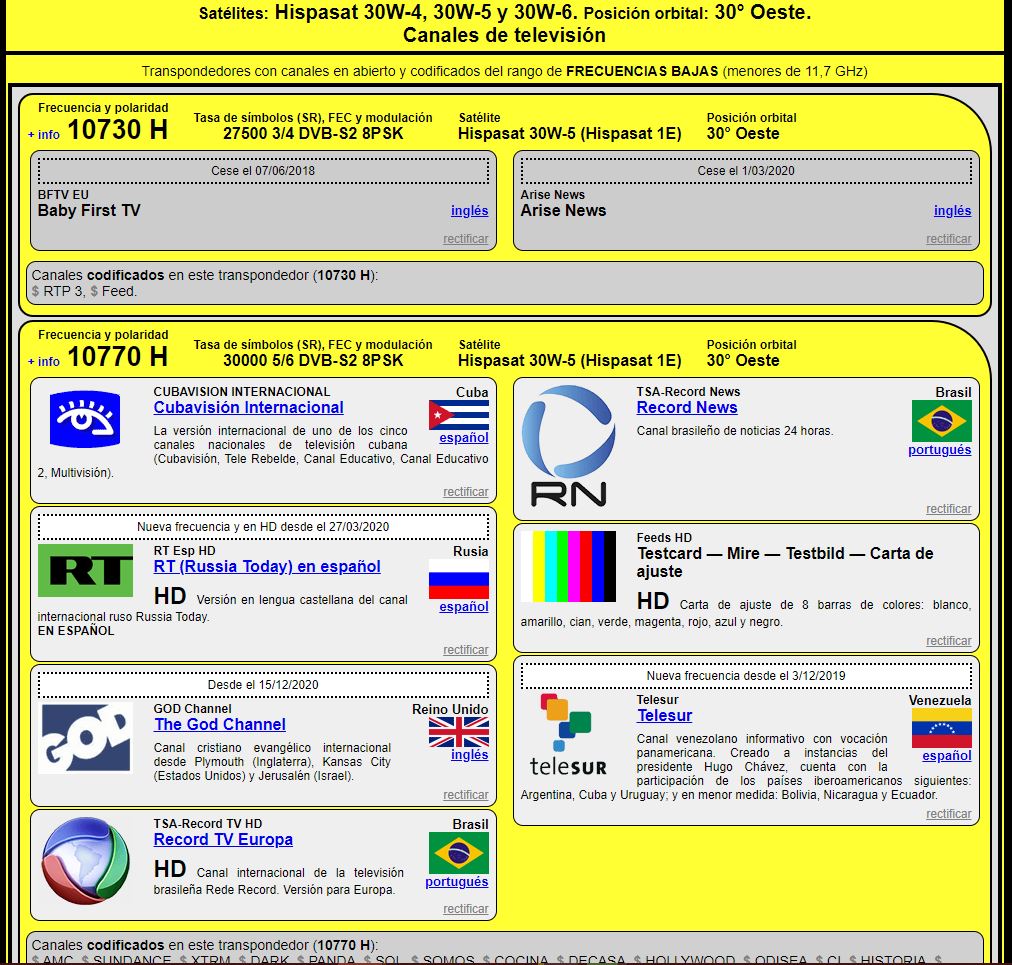 Satélites: Hispasat 30W-4, 30W-5 y 30W-6. Posición orbital: 30° Oeste.
Canales de televisión
Transpondedores con canales en abierto y codificados del rango de FRECUENCIAS BAJAS (menores de 11,7 GHz)
Frecuencia y polaridad
+ info 10730 H
Tasa de símbolos (SR), FEC y modulación
27500 3/4 DVB-S2 8PSK
Satélite
Hispasat 30W-5 (Hispasat 1E)
Posición orbital
30° Oeste
Cese el 07/06/2018
BFTV EU
Baby First TV
inglés
rectificar
Cese el 1/03/2020
Arise News
Arise News
inglés
rectificar
Canales codificados en este transpondedor (10730 H):
$ RTP 3, $ Feed.
Frecuencia y polaridad
+ info 10770 H
Tasa de símbolos (SR), FEC y modulación
30000 5/6 DVB-S2 8PSK
Satélite
Hispasat 30W-5 (Hispasat 1E)
Posición orbital
30° Oeste
CUBAVISION INTERNACIONAL
Cubavisión Internacional
Cuba
español
La versión internacional de uno de los cinco
canales nacionales de televisión cubana
(Cubavisión, Tele Rebelde, Canal Educativo, Canal Educativo
2, Multivisión).
rectificar
Nueva frecuencia y en HD desde el 27/03/2020
RT
RT Esp HD
RT (Russia Today) en español
Rusia
español
HD Versión en lengua castellana del canal
internacional ruso Russia Today.
EN ESPAÑOL
rectificar
Desde el 15/12/2020
GOD
GOD Channel
The God Channel
Reino Unido
inglés
Canal cristiano evangélico internacional
desde Plymouth (Inglaterra), Kansas City
(Estados Unidos) y Jerusalén (Israel).
rectificar
TSA-Record TV HD
Record TV Europa
Brasil
portugués
HD Canal internacional de la televisión
brasileña Rede Record. Versión para Europa.
rectificar
RN
TSA-Record News
Record News
Brasil
portugués
Canal brasileño de noticias 24 horas.
rectificar
Feeds HD
Testcard — Mire — Testbild — Carta de
ajuste
HD Carta de ajuste de 8 barras de colores: blanco,
amarillo, cian, verde, magenta, rojo, azul y negro.
rectificar
Nueva frecuencia desde el 3/12/2019
teleSUR
Telesur
Telesur
Venezuela
español
Canal venezolano informativo con vocación
panamericana. Creado a instancias del
presidente Hugo Chávez, cuenta con la
participación de los países iberoamericanos siguientes:
Argentina, Cuba y Uruguay; y en menor medida: Bolivia, Nicaragua y Ecuador.
rectificar
Canales codificados en este transpondedor (10770 H):
$ AMC, $ SUNDANCE, $ XTRM, $ DARK, $ PANDA, $ SOL, $ SOMOS, $ COCINA, $ DECASA, $ HOLLYWOOD, $ ODISEA, $ CI, $ HISTORIA, $